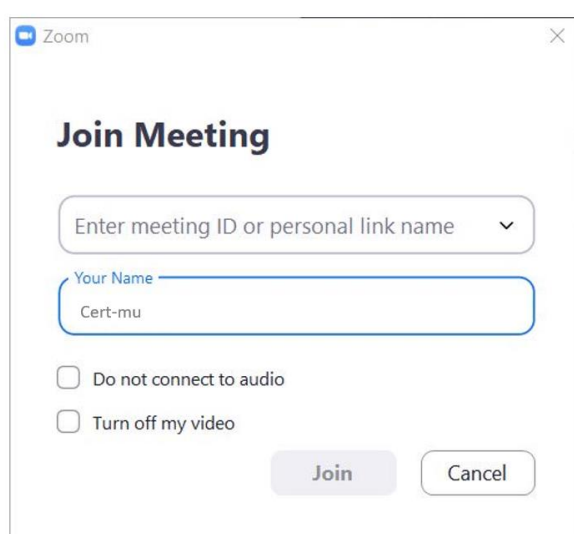 Zoom
Join Meeting
Enter meeting ID or personal link name
Your Name
Cert-mu
Do not connect to audio
Turn off my video
Join Cancel